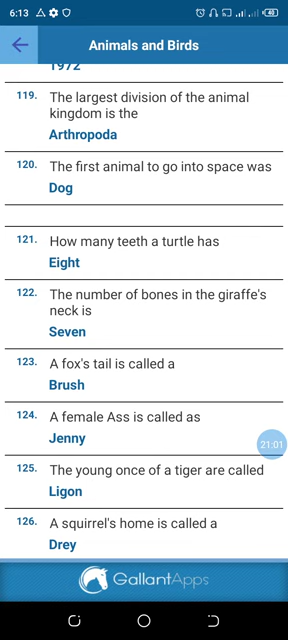 6:13
40
Animals and Birds
1972
119. The largest division of the animal
kingdom is the
Arthropoda
120. The first animal to go into space was
Dog
121. How many teeth a turtle has
Eight
122. The number of bones in the giraffe's
neck is
Seven
123. A fox's tail is called a
Brush
124. A female Ass is called as
Jenny
21:01
125. The young once of a tiger are called
Ligon
126. A squirrel's home is called a
Drey
GallantApps